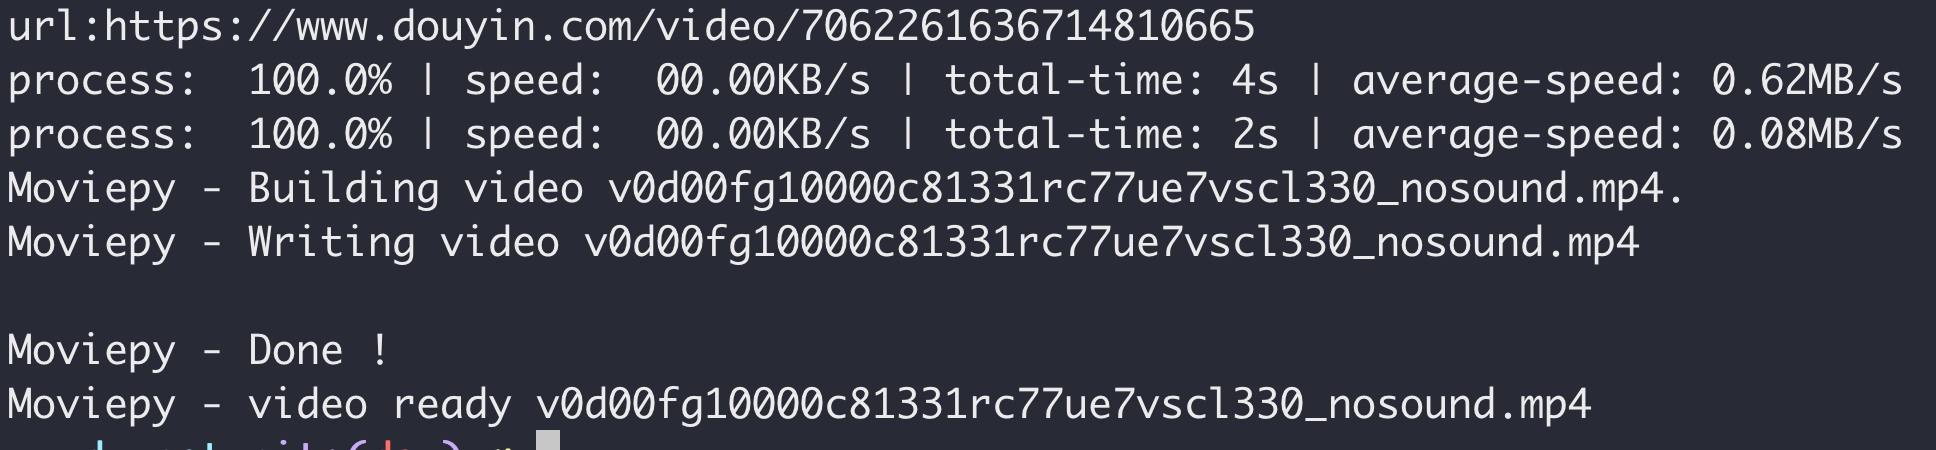 url:https://www.douyin.com/video/7062261636714810665
process:  100.0% | speed:  00.00KB/s | total-time: 4s | average-speed: 0.62MB/s
process:  100.0% | speed:  00.00KB/s | total-time: 2s | average-speed: 0.08MB/s
Moviepy - Building video v0d00fg10000c81331rc77ue7vscl330_nosound.mp4.
Moviepy - Writing video v0d00fg10000c81331rc77ue7vscl330_nosound.mp4
Moviepy - Done !
Moviepy - video ready v0d00fg10000c81331rc77ue7vscl330_nosound.mp4